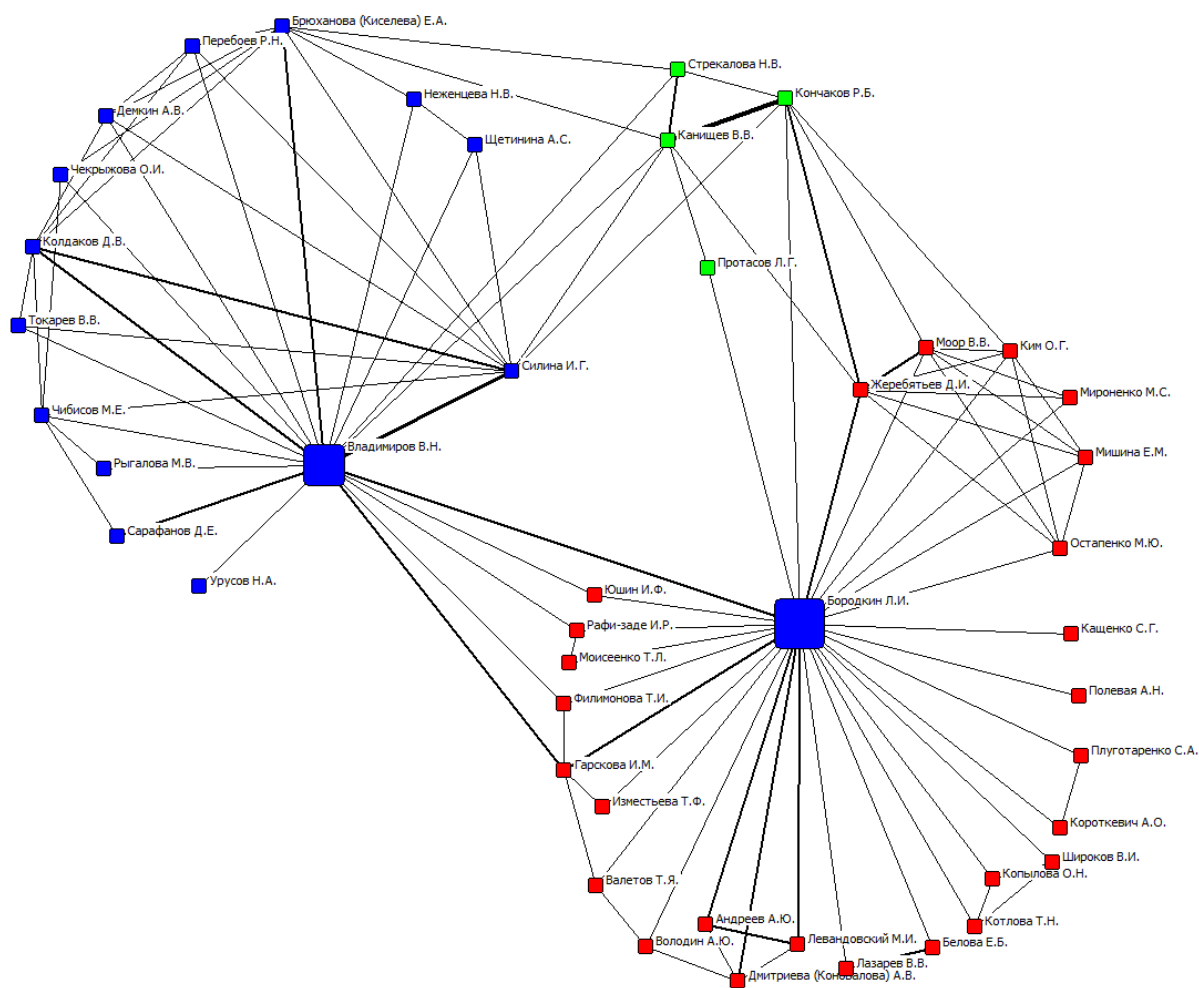 Брюханова (Киселева) Е.А.
Перебоев Р.Н.
Стрекалова Н.В.
Неженцева Н.В.
Кончаков Р.Б.
Демкин А.В.
Канищев В.В.
Щетинина А.С.
Чекрыжова О.И.
Колдаков Д.В.
Протасов Л.Г.
Токарев В.В.
Моор В.В.
Ким О.Г.
Силина И.Г.
Жеребятьев Д.И.
Мироненко М.С.
Чибисов М.Е.
Владимиров В.Н.
Мишина Е.М.
Рыгалова М.В.
Сарафанов Д.Е.
Остапенко М.Ю.
Урусов Н.А.
Юшин И.Ф.
Бородкин Л.И.
Рафи-заде И.Р.
Кащенко С.Г.
Моисеенко Т.Л.
Полевая А.Н.
Филимонова Т.И.
Плуготаренко С.А.
Гарскова И.М.
Изместьева Т.Ф.
Короткевич А.О.
Широков В.И.
Копылова О.Н.
Валетов Т.Я.
Андреев А.Ю.
Котлова Т.Н.
Володин А.Ю.
Левандовский М.И.
Белова Е.Б.
Лазарев В.В.
Дмитриева (Коновалова) А.В.